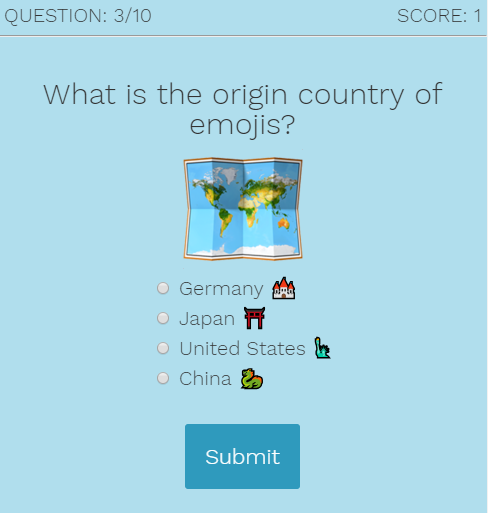 QUESTION: 3/10 SCORE: 1
What is the origin country of
emojis?
Germany
Japan
United States
China
Submit